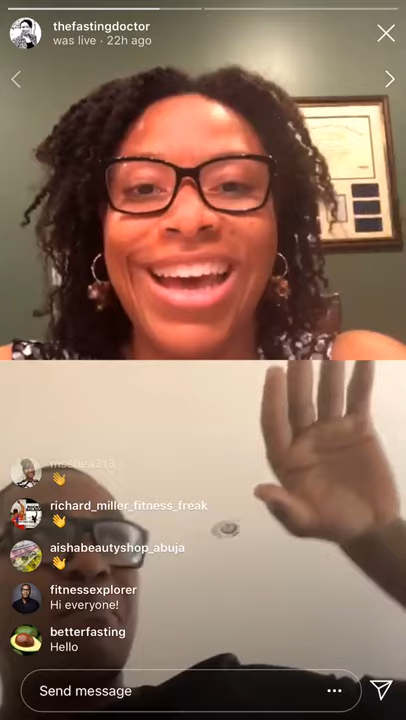 thefastingdoctor
was live · 22h ago
richard_miller_fitness_freak
aishabeautyshop_abuja
fitnessexplorer
Hi everyone!
betterfasting
Hello
Send message